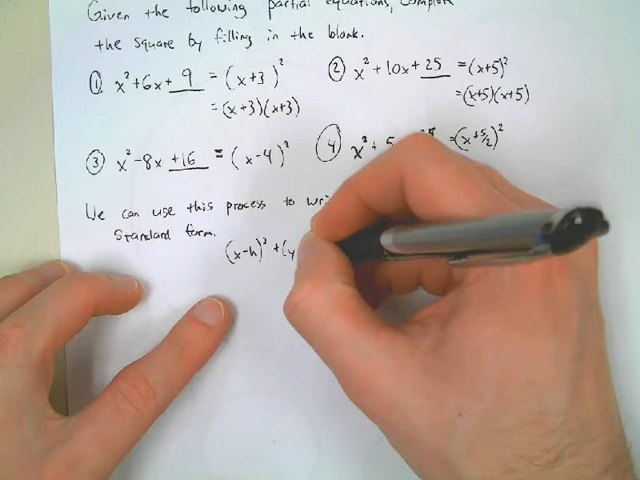 Given the following partial equations, complete
the square by filling in the blank.
① x²+6x+ 9 = (x+3)²
= (x+3)(x+3)
② x²+10x+ 25 = (x+5)²
= (x+5)(x+5)
③ x²-8x +16 = (x-4)²
④ x²+5 = (x+5/2)²
We can use this process to
standard form.
(x-h)² + (y